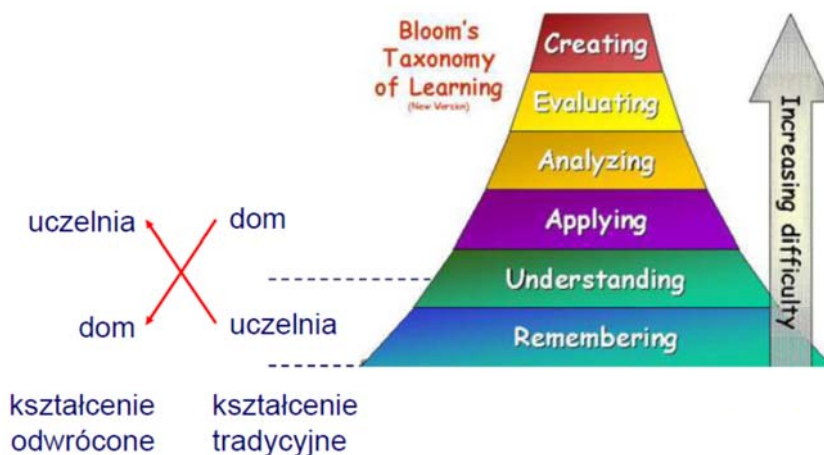 Bloom's
Taxonomy
of Learning
(New Version)
Creating
Evaluating
Analyzing
Applying
Understanding
Remembering
Increasing difficulty
uczelnia
dom
dom
uczelnia
kształcenie
odwrócone
kształcenie
tradycyjne